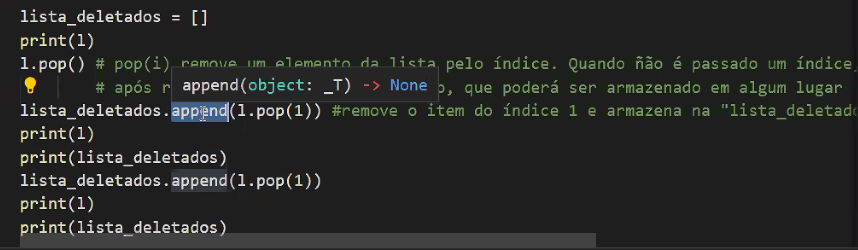 lista_deletados = []
print(l)
l.pop() # pop(i) remove um elemento da lista pelo índice. Quando ñão é passado um índice
append(object: _T) -> None
# após r o, que poderá ser armazenado em algum lugar
lista_deletados.append(l.pop(1)) #remove o item do índice 1 e armazena na "lista_deletado
print(l)
print(lista_deletados)
lista_deletados.append(l.pop(1))
print(l)
print(lista_deletados)